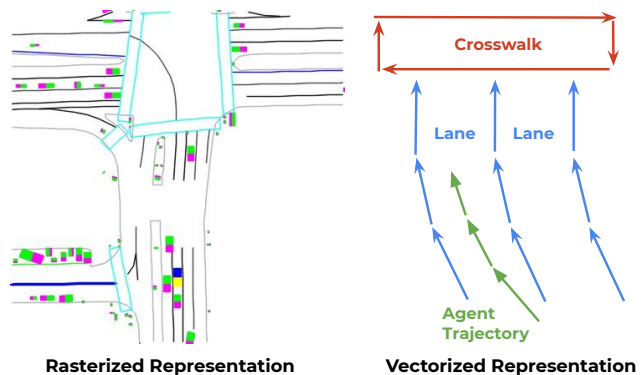 Crosswalk
Lane Lane
Agent
Trajectory
Rasterized Representation
Vectorized Representation